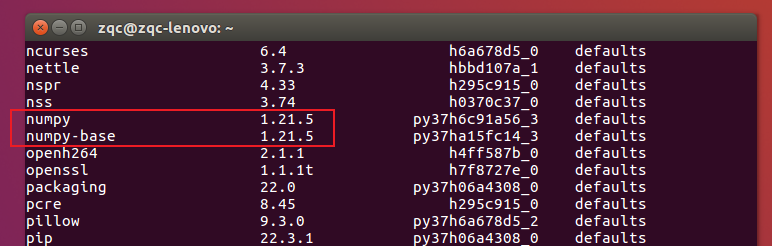 zqc@zqc-lenovo: ~
ncurses 6.4 h6a678d5_0 defaults
nettle 3.7.3 hbbd107a_1 defaults
nspr 4.33 h295c915_0 defaults
nss 3.74 h0370c37_0 defaults
numpy 1.21.5 py37h6c91a56_3 defaults
numpy-base 1.21.5 py37ha15fc14_3 defaults
openh264 2.1.1 h4ff587b_0 defaults
openssl 1.1.1t h7f8727e_0 defaults
packaging 22.0 py37h06a4308_0 defaults
pcre 8.45 h295c915_0 defaults
pillow 9.3.0 py37h6a678d5_2 defaults
pip 22.3.1 py37h06a4308_0 defaults